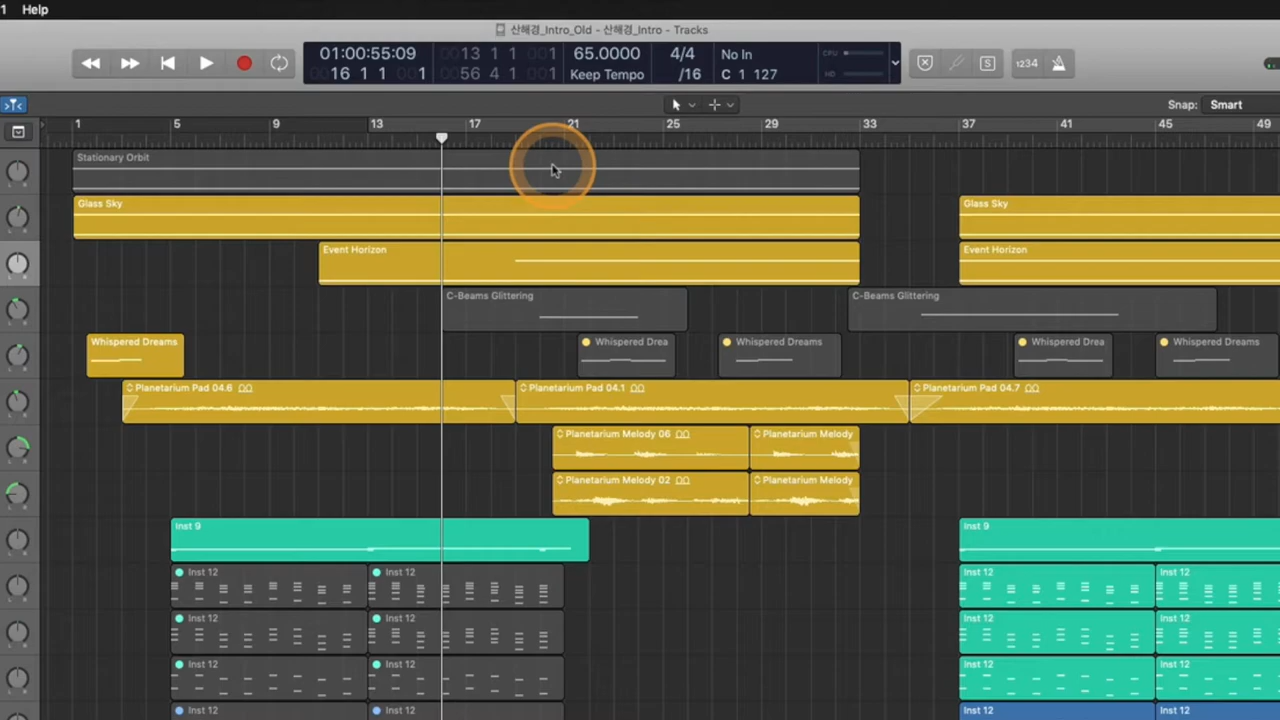 1 Help
산해경_Intro_Old - 산해경_Intro - Tracks
01:00:55:09 0013 1 1 001 65.0000 4/4 No In CPU
0016 1 1 001 0056 4 1 001 Keep Tempo /16 C 1 127 HD
S 1234
Snap: Smart
1 5 9 13 17 21 25 29 33 37 41 45 49
Stationary Orbit
Glass Sky Glass Sky
Event Horizon Event Horizon
C-Beams Glittering C-Beams Glittering
Whispered Dreams Whispered Drea Whispered Dreams Whispered Drea Whispered Dreams
Planetarium Pad 04.6 Planetarium Pad 04.1 Planetarium Pad 04.7
Planetarium Melody 06 Planetarium Melody
Planetarium Melody 02 Planetarium Melody
Inst 9 Inst 9
Inst 12 Inst 12 Inst 12 Inst 12
Inst 12 Inst 12 Inst 12 Inst 12
Inst 12 Inst 12 Inst 12 Inst 12
Inst 12 Inst 12 Inst 12 Inst 12